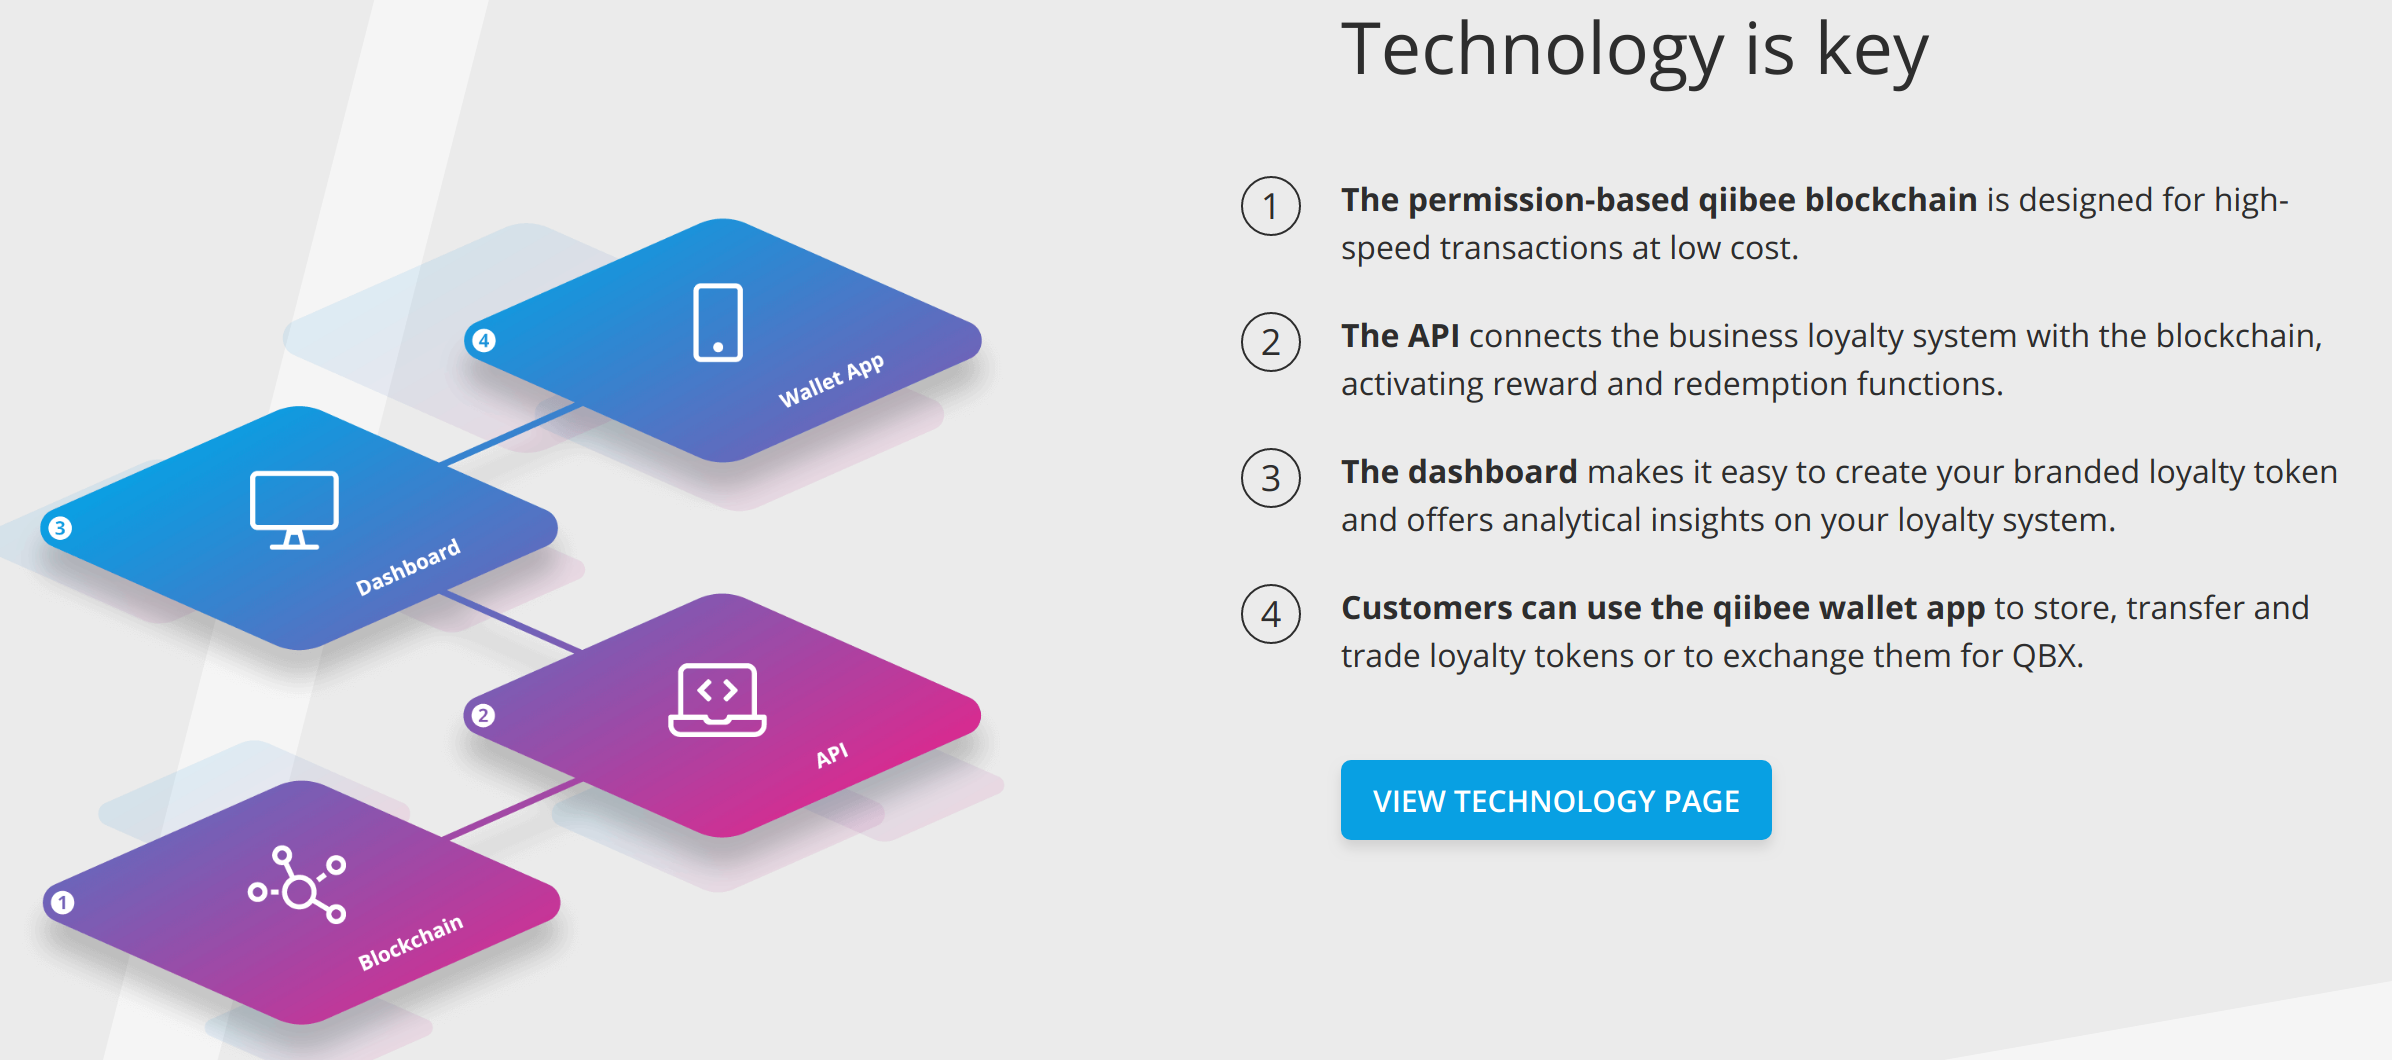 Technology is key
1
The permission-based qiibee blockchain is designed for high-
speed transactions at low cost.
2
The API connects the business loyalty system with the blockchain,
activating reward and redemption functions.
3
The dashboard makes it easy to create your branded loyalty token
and offers analytical insights on your loyalty system.
4
Customers can use the qiibee wallet app to store, transfer and
trade loyalty tokens or to exchange them for QBX.
VIEW TECHNOLOGY PAGE
4
Wallet App
3
Dashboard
2
API
1
Blockchain